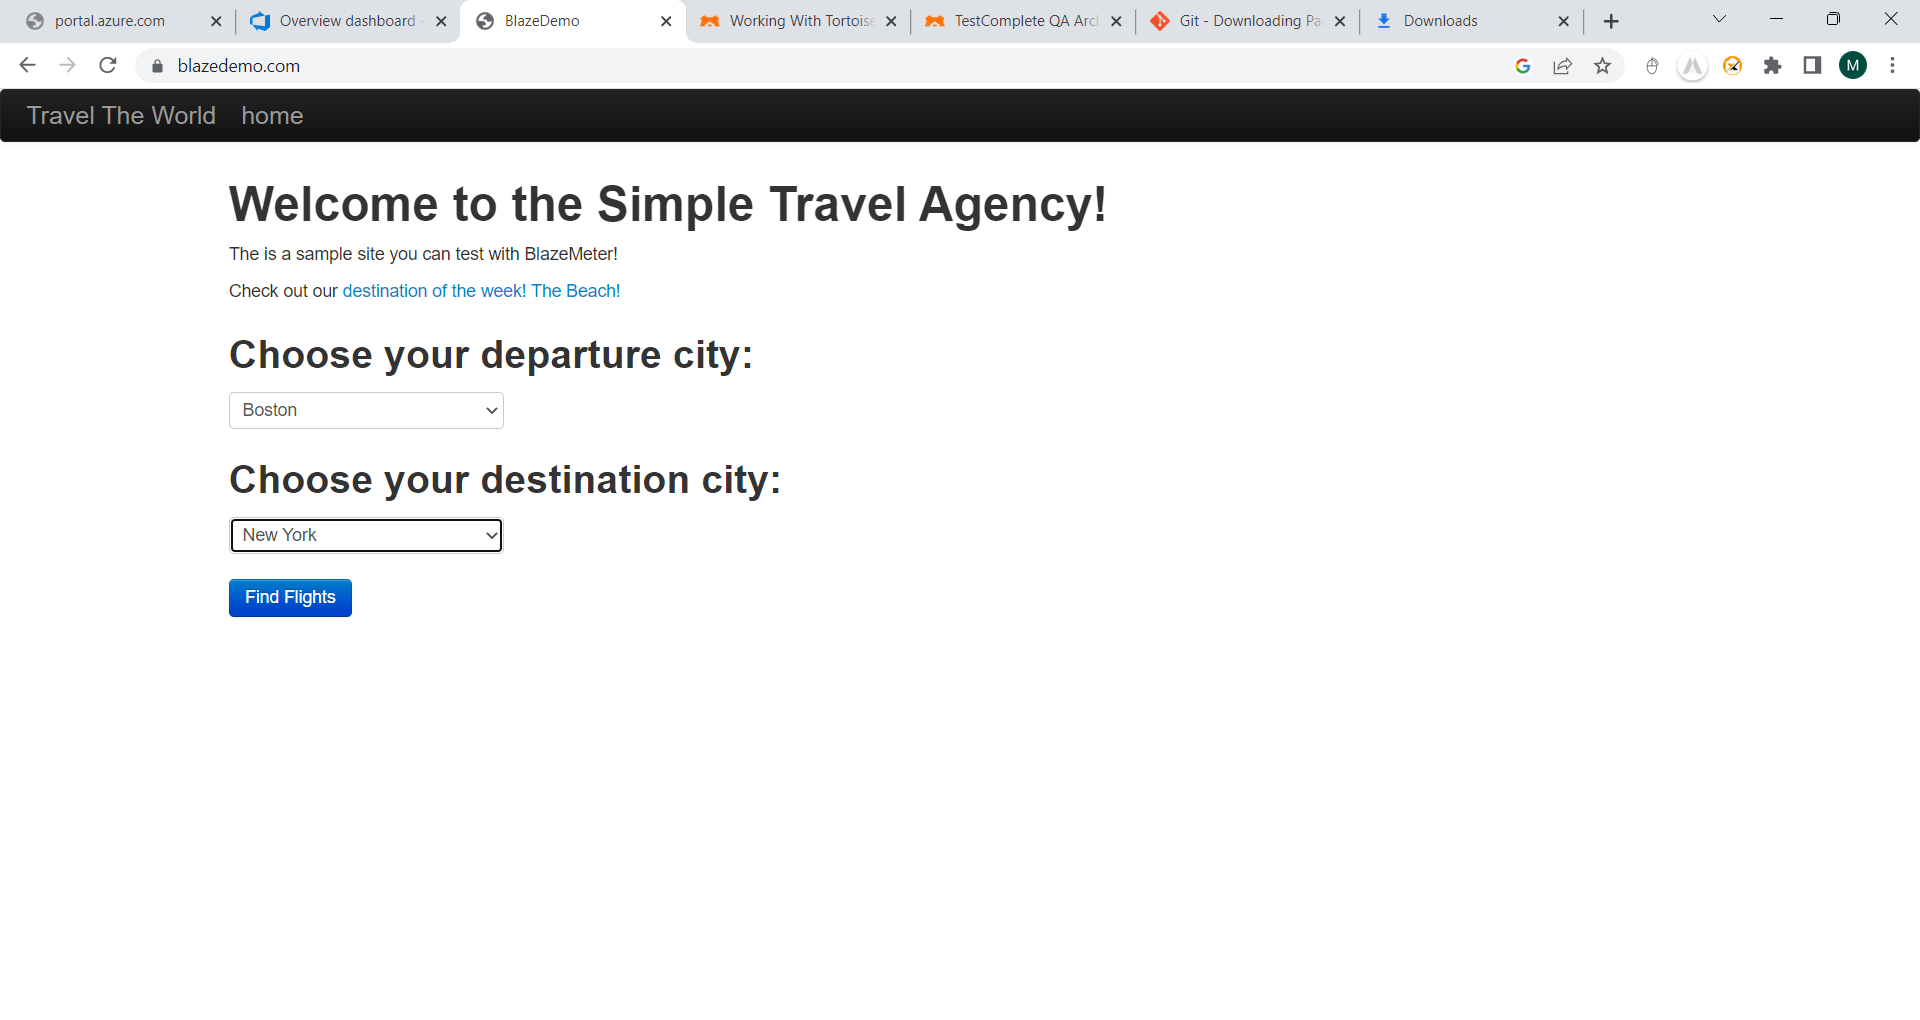 portal.azure.com
Overview dashboard -
BlazeDemo
Working With Tortoise
TestComplete QA Arc
Git - Downloading Pa
Downloads
blazedemo.com
M
Travel The World home
Welcome to the Simple Travel Agency!
The is a sample site you can test with BlazeMeter!
Check out our destination of the week! The Beach!
Choose your departure city:
Boston
Choose your destination city:
New York
Find Flights